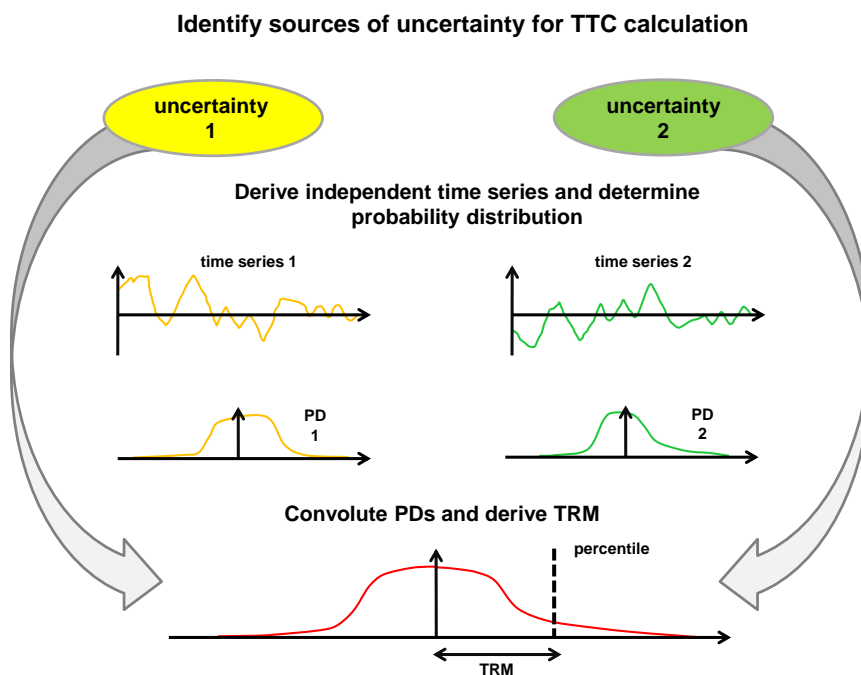 Identify sources of uncertainty for TTC calculation
uncertainty
1
uncertainty
2
Derive independent time series and determine
probability distribution
time series 1
time series 2
PD
1
PD
2
Convolute PDs and derive TRM
percentile
TRM